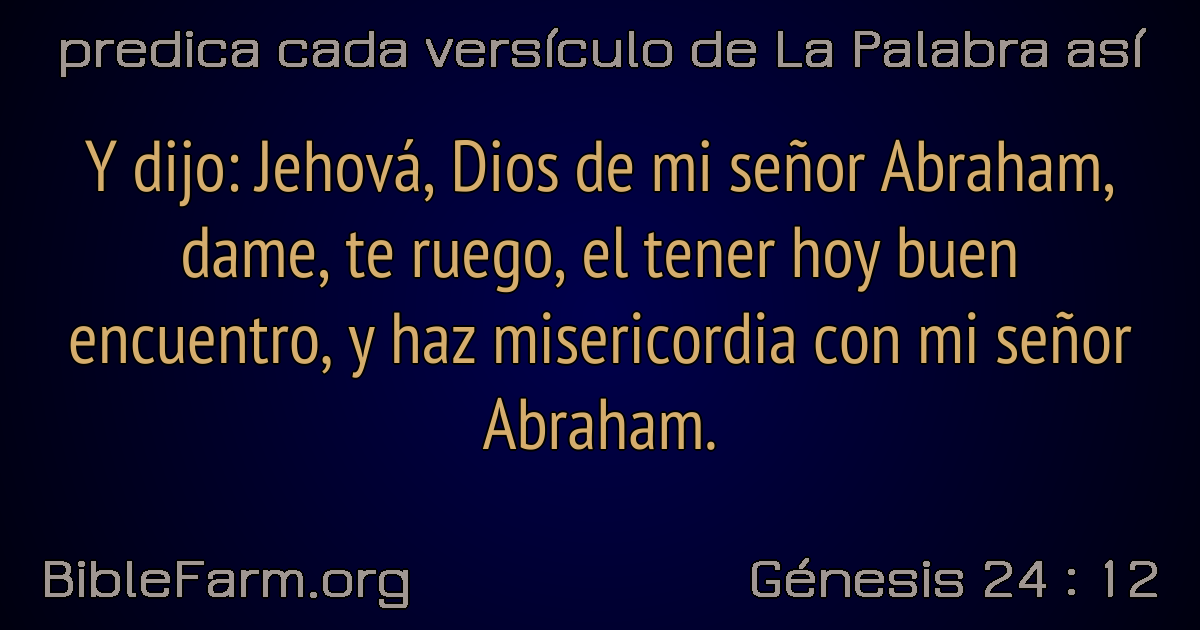 predica cada versículo de La Palabra así
Y dijo: Jehová, Dios de mi señor Abraham,
dame, te ruego, el tener hoy buen
encuentro, y haz misericordia con mi señor
Abraham.
BibleFarm.org
Génesis 24 : 12